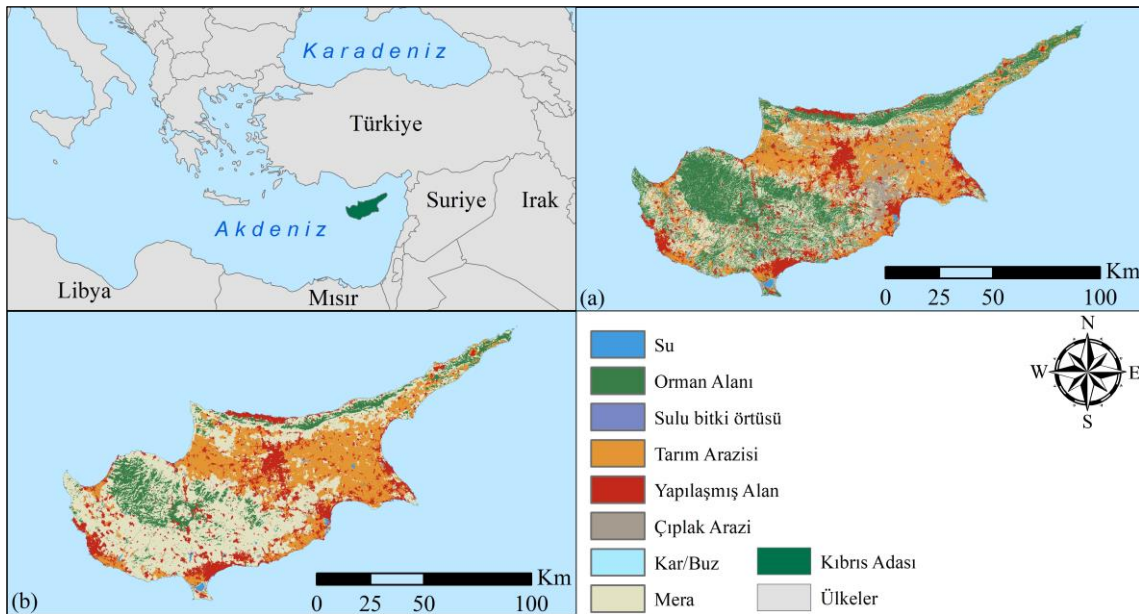 Karadeniz
Türkiye
Akdeniz
Suriye
Irak
Libya
Mısır
(a)
Km
0 25 50 100
(b)
Km
0 25 50 100
Su
Orman Alanı
Sulu bitki örtüsü
Tarım Arazisi
Yapılaşmış Alan
Çıplak Arazi
Kar/Buz
Mera
Kıbrıs Adası
Ülkeler
N
W E
S